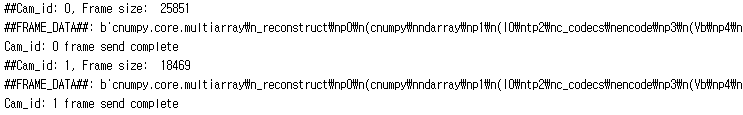 ##Cam_id: 0, Frame size:  25851
##FRAME_DATA##: b'cnumpy.core.multiarray₩n_reconstruct₩np0₩n(cnumpy₩nndarray₩np1₩n(I0₩ntp2₩nc_codecs₩nencode₩np3₩n(Vb₩np4₩n
Cam_id: 0 frame send complete
##Cam_id: 1, Frame size:  18469
##FRAME_DATA##: b'cnumpy.core.multiarray₩n_reconstruct₩np0₩n(cnumpy₩nndarray₩np1₩n(I0₩ntp2₩nc_codecs₩nencode₩np3₩n(Vb₩np4₩n
Cam_id: 1 frame send complete